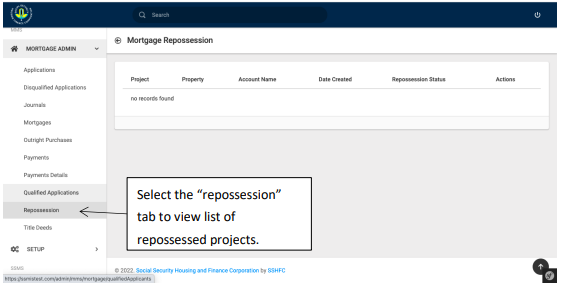 Search
MMS
MORTGAGE ADMIN
Mortgage Repossession
Applications
Disqualified Applications
Journals
Mortgages
Outright Purchases
Payments
Payments Details
Qualified Applications
Repossession
Title Deeds
SETUP
SSMS
Project Property Account Name Date Created Repossession Status Actions
no records found
Select the “repossession”
tab to view list of
repossessed projects.
© 2022. Social Security Housing and Finance Corporation by SSHFC
https://ssmistest.com/admin/mms/mortgage/qualifiedApplicants